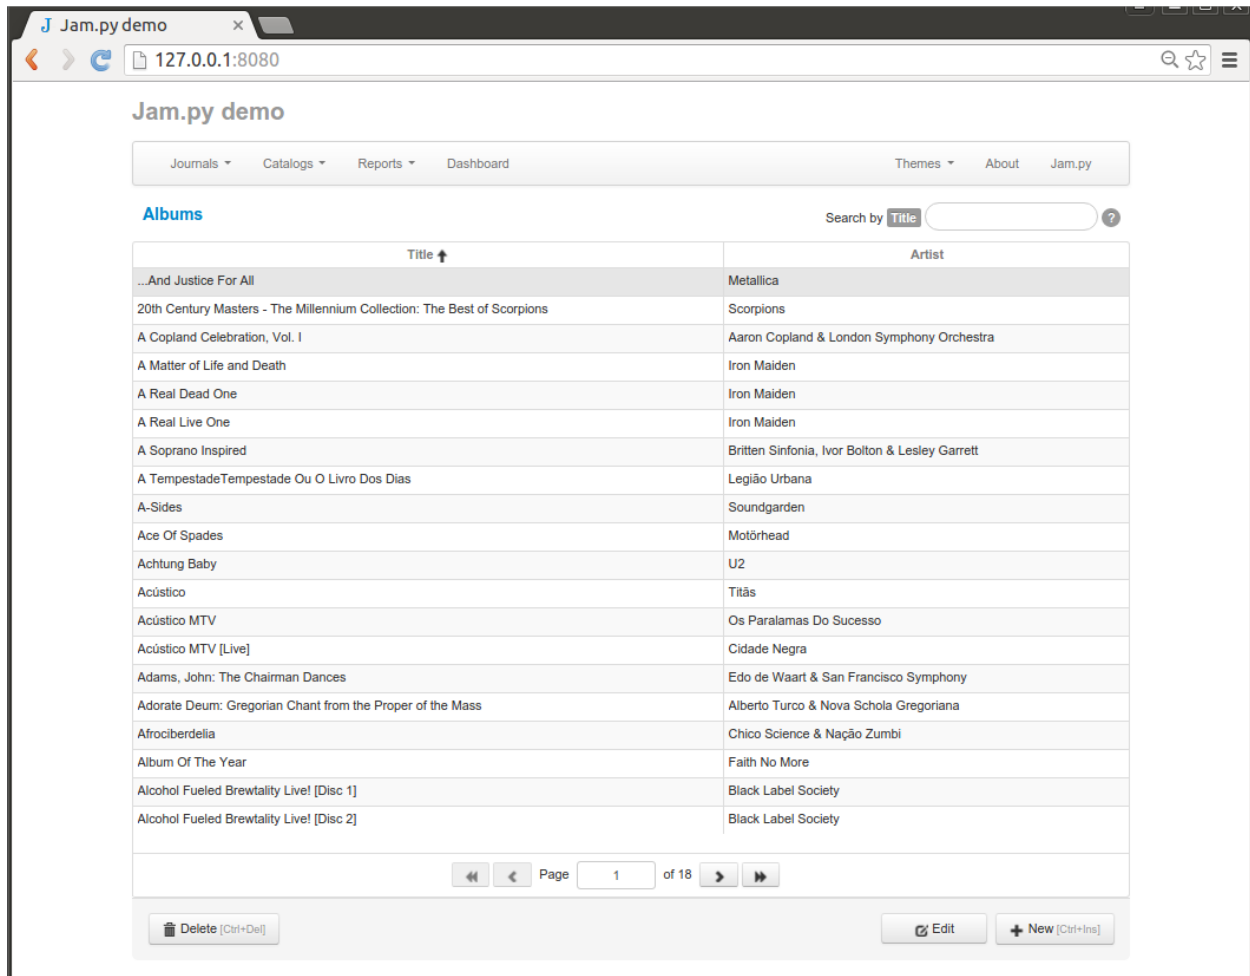 Jam.py demo
127.0.0.1:8080
Jam.py demo
Journals Catalogs Reports Dashboard Themes About Jam.py
Albums Search by Title ?
Title Artist
...And Justice For All Metallica
20th Century Masters - The Millennium Collection: The Best of Scorpions Scorpions
A Copland Celebration, Vol. I Aaron Copland & London Symphony Orchestra
A Matter of Life and Death Iron Maiden
A Real Dead One Iron Maiden
A Real Live One Iron Maiden
A Soprano Inspired Britten Sinfonia, Ivor Bolton & Lesley Garrett
A TempestadeTempestade Ou O Livro Dos Dias Legião Urbana
A-Sides Soundgarden
Ace Of Spades Motörhead
Achtung Baby U2
Acústico Titãs
Acústico MTV Os Paralamas Do Sucesso
Acústico MTV [Live] Cidade Negra
Adams, John: The Chairman Dances Edo de Waart & San Francisco Symphony
Adorate Deum: Gregorian Chant from the Proper of the Mass Alberto Turco & Nova Schola Gregoriana
Afrociberdelia Chico Science & Nação Zumbi
Album Of The Year Faith No More
Alcohol Fueled Brewtality Live! [Disc 1] Black Label Society
Alcohol Fueled Brewtality Live! [Disc 2] Black Label Society
Page 1 of 18
Delete [Ctrl+Del] Edit New [Ctrl+Ins]